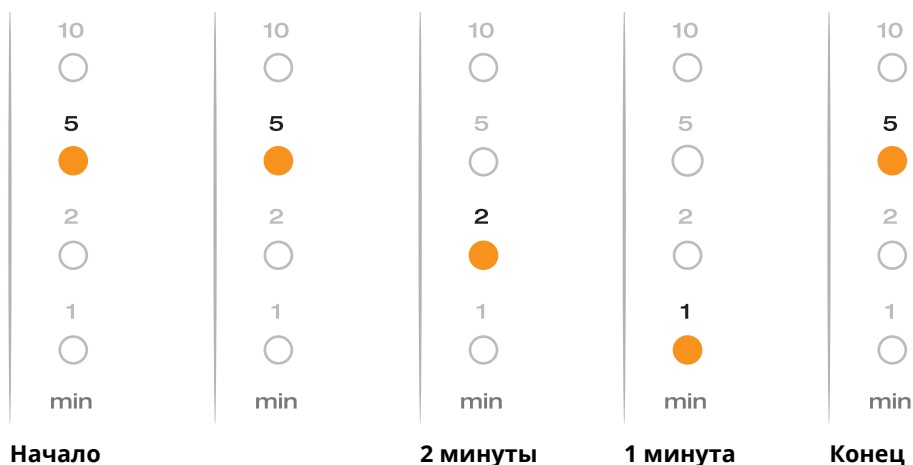 10 10 10 10 10
5 5 5 5 5
2 2 2 2 2
1 1 1 1 1
min min min min min
Начало 2 минуты 1 минута Конец